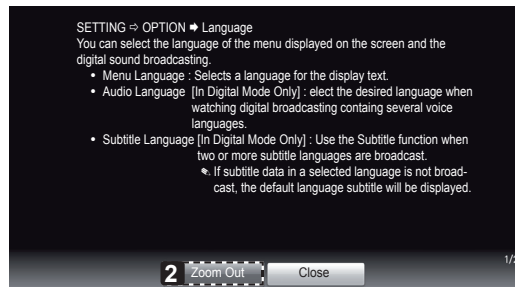 SETTING ⇨ OPTION ➡ Language
You can select the language of the menu displayed on the screen and the
digital sound broadcasting.
• Menu Language : Selects a language for the display text.
• Audio Language [In Digital Mode Only] : elect the desired language when
watching digital broadcasting containg several voice
languages.
• Subtitle Language [In Digital Mode Only] : Use the Subtitle function when
two or more subtitle languages are broadcast.
✎ If subtitle data in a selected language is not broad-
cast, the default language subtitle will be displayed.
2 Zoom Out Close